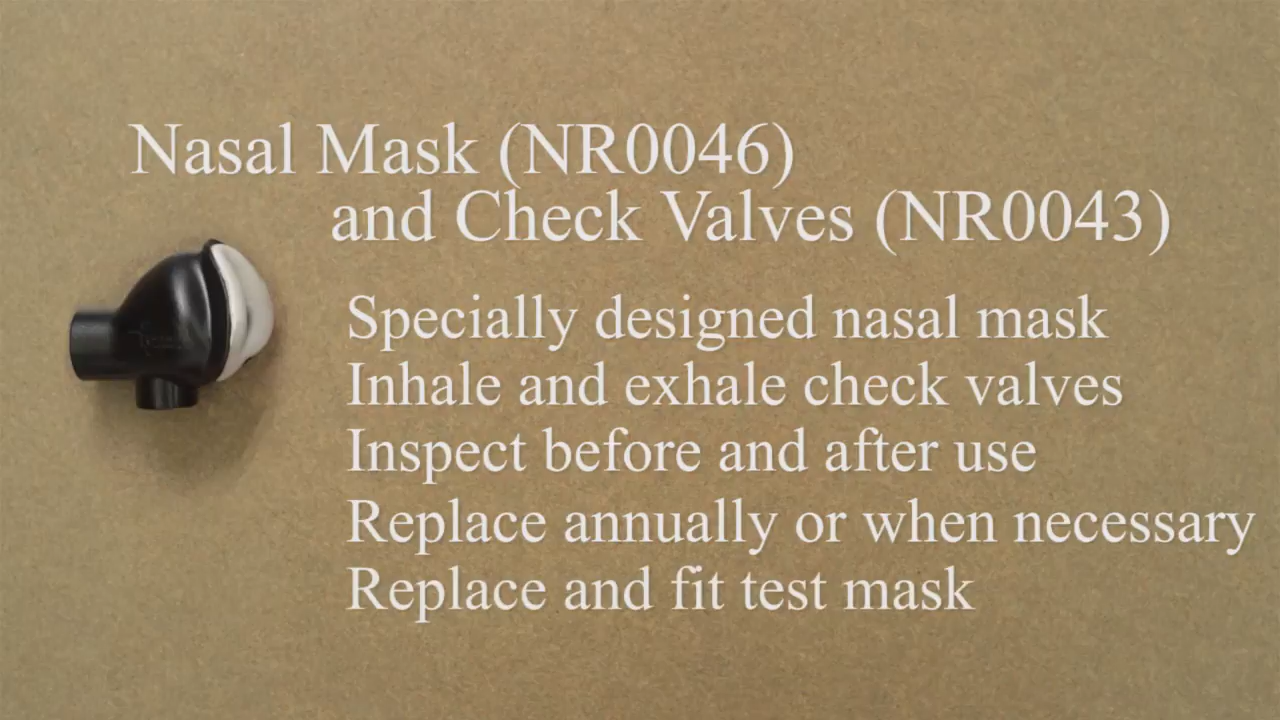 Nasal Mask (NR0046)
and Check Valves (NR0043)
Specially designed nasal mask
Inhale and exhale check valves
Inspect before and after use
Replace annually or when necessary
Replace and fit test mask